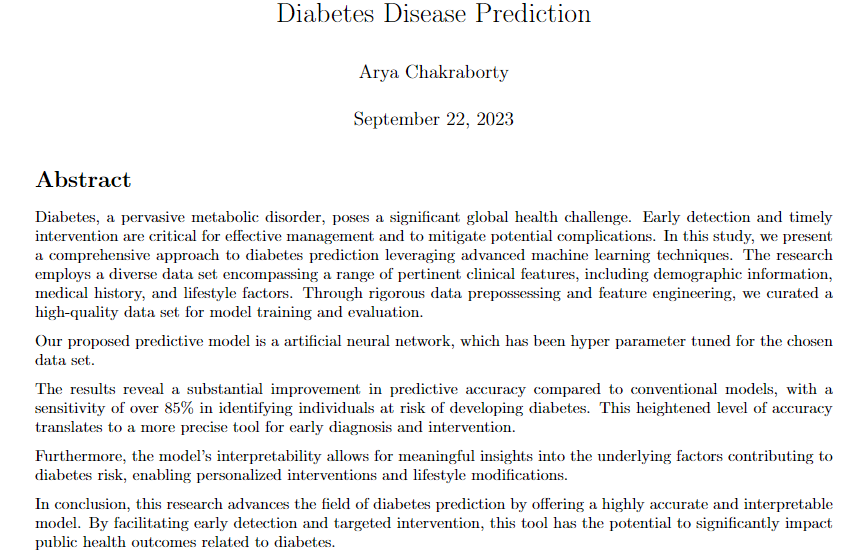 Diabetes Disease Prediction
Arya Chakraborty
September 22, 2023
Abstract
Diabetes, a pervasive metabolic disorder, poses a significant global health challenge. Early detection and timely
intervention are critical for effective management and to mitigate potential complications. In this study, we present
a comprehensive approach to diabetes prediction leveraging advanced machine learning techniques. The research
employs a diverse data set encompassing a range of pertinent clinical features, including demographic information,
medical history, and lifestyle factors. Through rigorous data prepossessing and feature engineering, we curated a
high-quality data set for model training and evaluation.
Our proposed predictive model is a artificial neural network, which has been hyper parameter tuned for the chosen
data set.
The results reveal a substantial improvement in predictive accuracy compared to conventional models, with a
sensitivity of over 85% in identifying individuals at risk of developing diabetes. This heightened level of accuracy
translates to a more precise tool for early diagnosis and intervention.
Furthermore, the model's interpretability allows for meaningful insights into the underlying factors contributing to
diabetes risk, enabling personalized interventions and lifestyle modifications.
In conclusion, this research advances the field of diabetes prediction by offering a highly accurate and interpretable
model. By facilitating early detection and targeted intervention, this tool has the potential to significantly impact
public health outcomes related to diabetes.